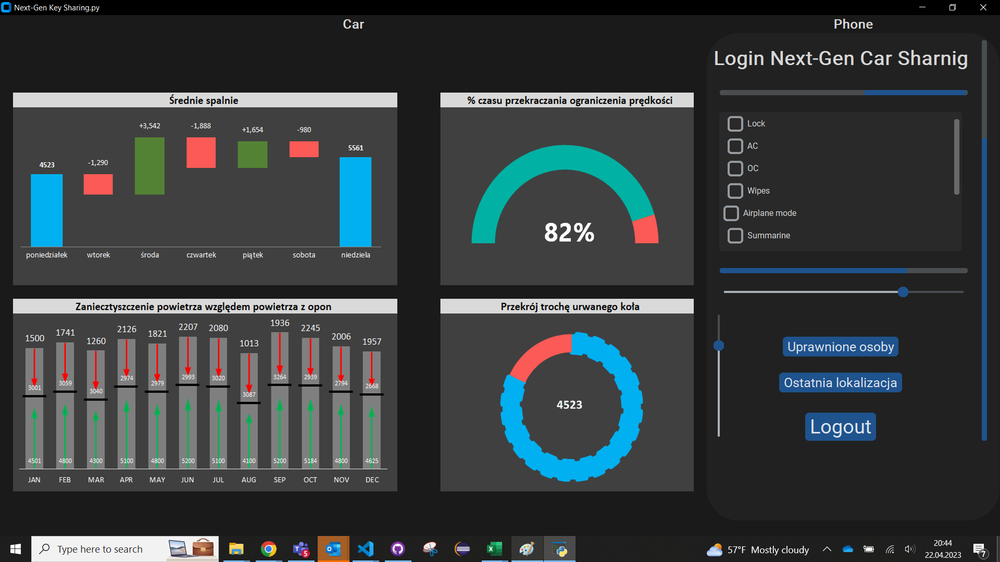 Next-Gen Key Sharing.py
Car
Phone
Login Next-Gen Car Sharnig
Średnie spalnie
+3,542
-1,888
+1,654
-980
5561
4523
-1,290
poniedziałek wtorek środa czwartek piątek sobota niedziela
% czasu przekraczania ograniczenia prędkości
82%
Lock
AC
OC
Wipes
Airplane mode
Summarine
Zaniecztyszczenie powietrza względem powietrza z opon
1500 1741 1260 2126 1821 2207 2080 1013 1936 2245 2006 1957
3001 3059 3040 2974 2979 2993 3020 3087 3264 2939 2794 2668
4501 4800 4300 5100 4800 5200 5100 4100 5200 5184 4800 4625
JAN FEB MAR APR MAY JUN JUL AUG SEP OCT NOV DEC
Przekrój trochę urwanego koła
4523
Uprawnione osoby
Ostatnia lokalizacja
Logout
Type here to search
5
57°F Mostly cloudy
20:44
22.04.2023
7